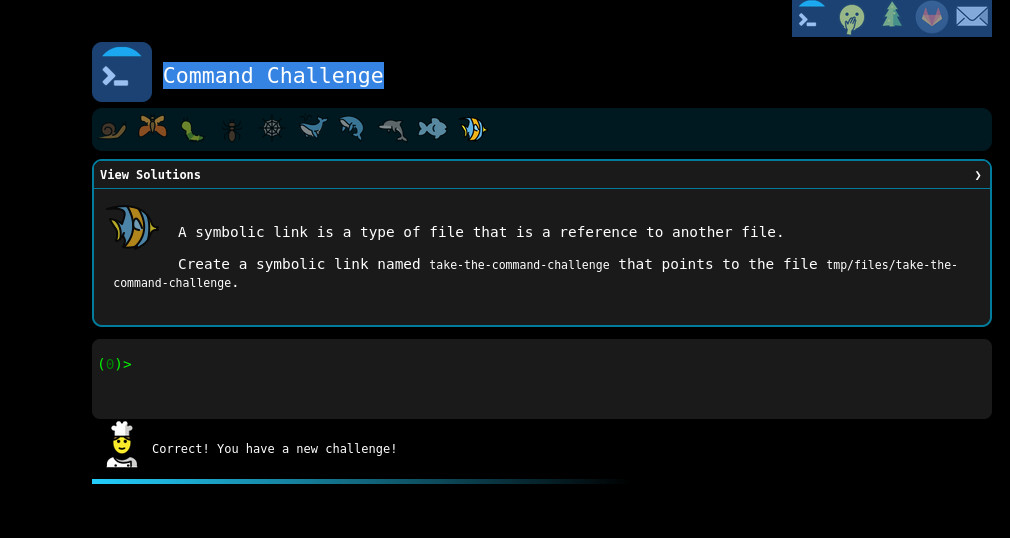 Command Challenge
View Solutions ❯
A symbolic link is a type of file that is a reference to another file.
Create a symbolic link named take-the-command-challenge that points to the file tmp/files/take-the-
command-challenge.
(0)>
Correct! You have a new challenge!